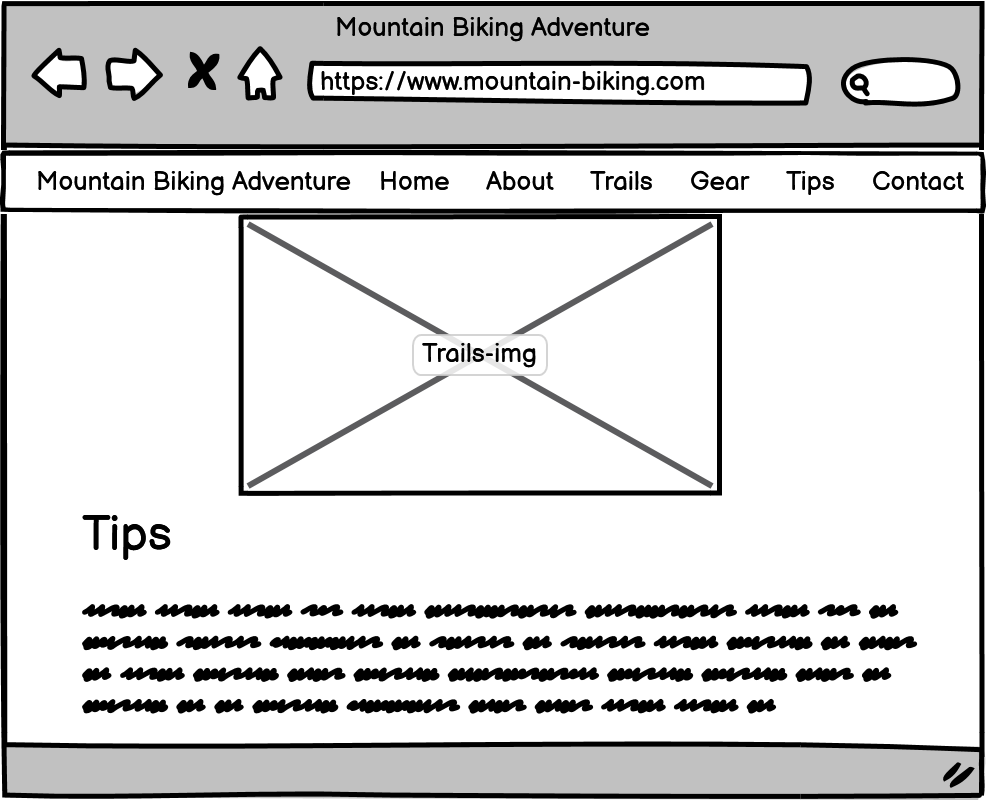 Mountain Biking Adventure
https://www.mountain-biking.com
Mountain Biking Adventure Home About Trails Gear Tips Contact
Trails-img
Tips